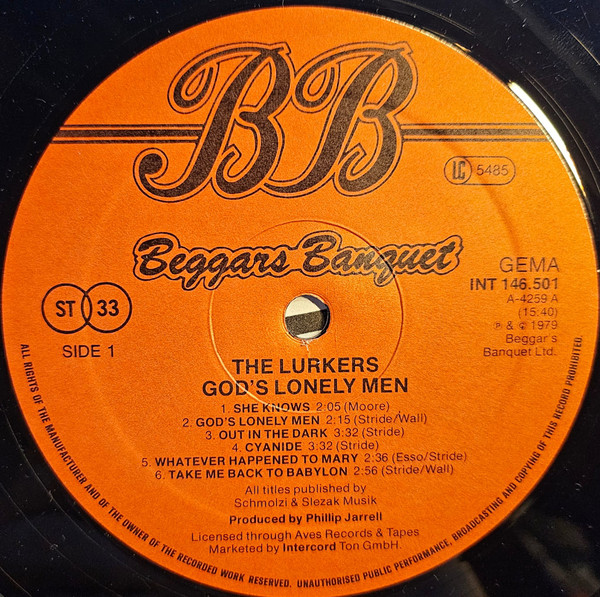 BB
LC 5485
Beggars Banquet
GEMA
INT 146.501
A-4259 A
(15:40)
℗ & © 1979
Beggar's
Banquet Ltd.
ST 33
SIDE 1
THE LURKERS
GOD'S LONELY MEN
1. SHE KNOWS 2:05 (Moore)
2. GOD'S LONELY MEN 2:15 (Stride/Wall)
3. OUT IN THE DARK 3:32 (Stride)
4. CYANIDE 3:32 (Stride)
5. WHATEVER HAPPENED TO MARY 2:36 (Esso/Stride)
6. TAKE ME BACK TO BABYLON 2:56 (Stride/Wall)
All titles published by
Schmolzi & Slezak Musik
Produced by Phillip Jarrell
Licensed through Aves Records & Tapes
Marketed by Intercord Ton GmbH.
ALL RIGHTS OF THE MANUFACTURER AND OF THE OWNER OF THE RECORDED WORK RESERVED. UNAUTHORISED PUBLIC PERFORMANCE, BROADCASTING AND COPYING OF THIS RECORD PROHIBITED.